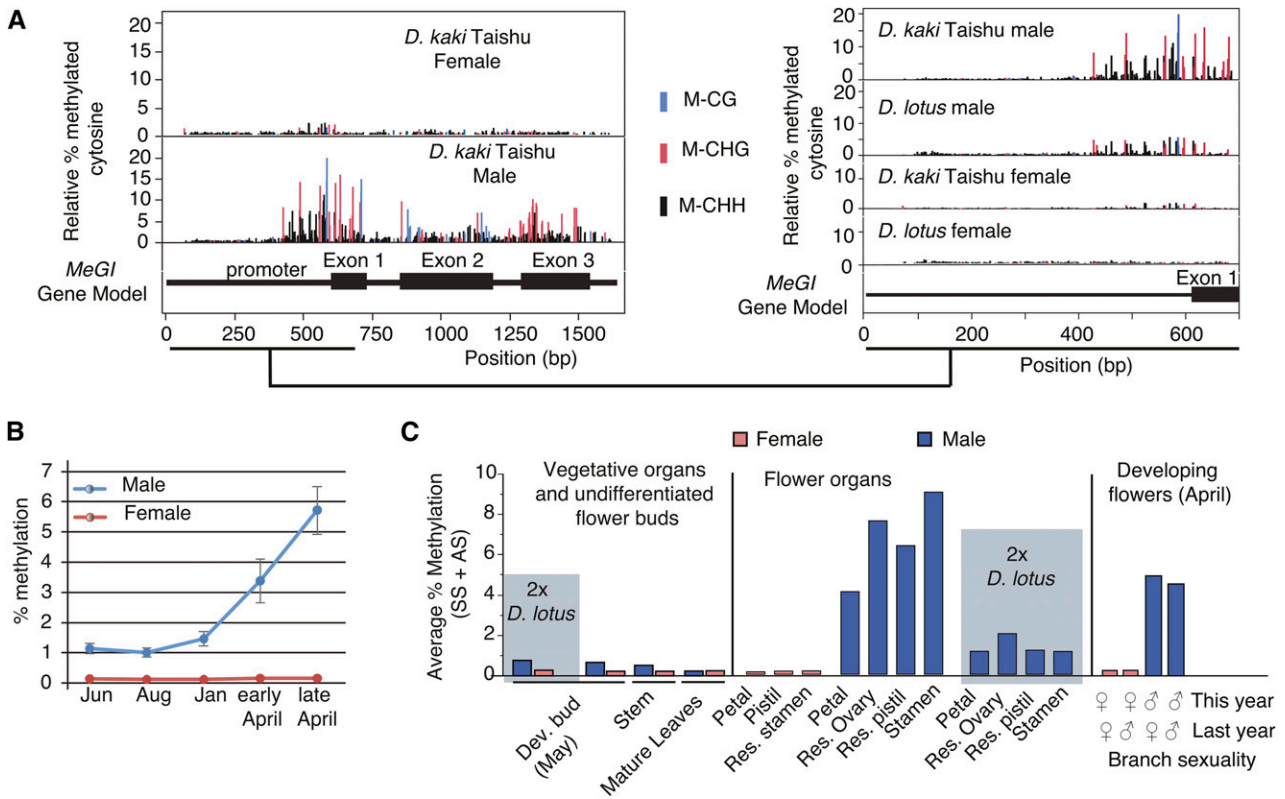 A
Relative % methylated
cytosine
20
15
10
5
0
D. kaki Taishu
Female
20
15
10
5
0
D. kaki Taishu
Male
MeGI
Gene Model
promoter
Exon 1
Exon 2
Exon 3
0
250
500
750
1000
1250
1500
Position (bp)
M-CG
M-CHG
M-CHH
Relative % methylated
cytosine
20
15
10
5
0
D. kaki Taishu male
10
0
D. lotus male
10
0
D. kaki Taishu female
10
0
D. lotus female
MeGI
Gene Model
Exon 1
0
200
400
600
Position (bp)
B
% methylation
7
6
5
4
3
2
1
0
Male
Female
Jun
Aug
Jan
early
April
late
April
C
Female
Male
Average % Methylation
(SS + AS)
10
8
6
4
2
0
Vegetative organs
and undifferentiated
flower buds
2x
D. lotus
Dev. bud
(May)
Stem
Mature Leaves
Flower organs
Petal
Pistil
Res. stamen
Petal
Res. Ovary
Res. pistil
Stamen
2x
D. lotus
Petal
Res. Ovary
Res. pistil
Stamen
Developing
flowers (April)
♀ ♀ ♂ ♂ This year
♀ ♂ ♀ ♂ Last year
Branch sexuality